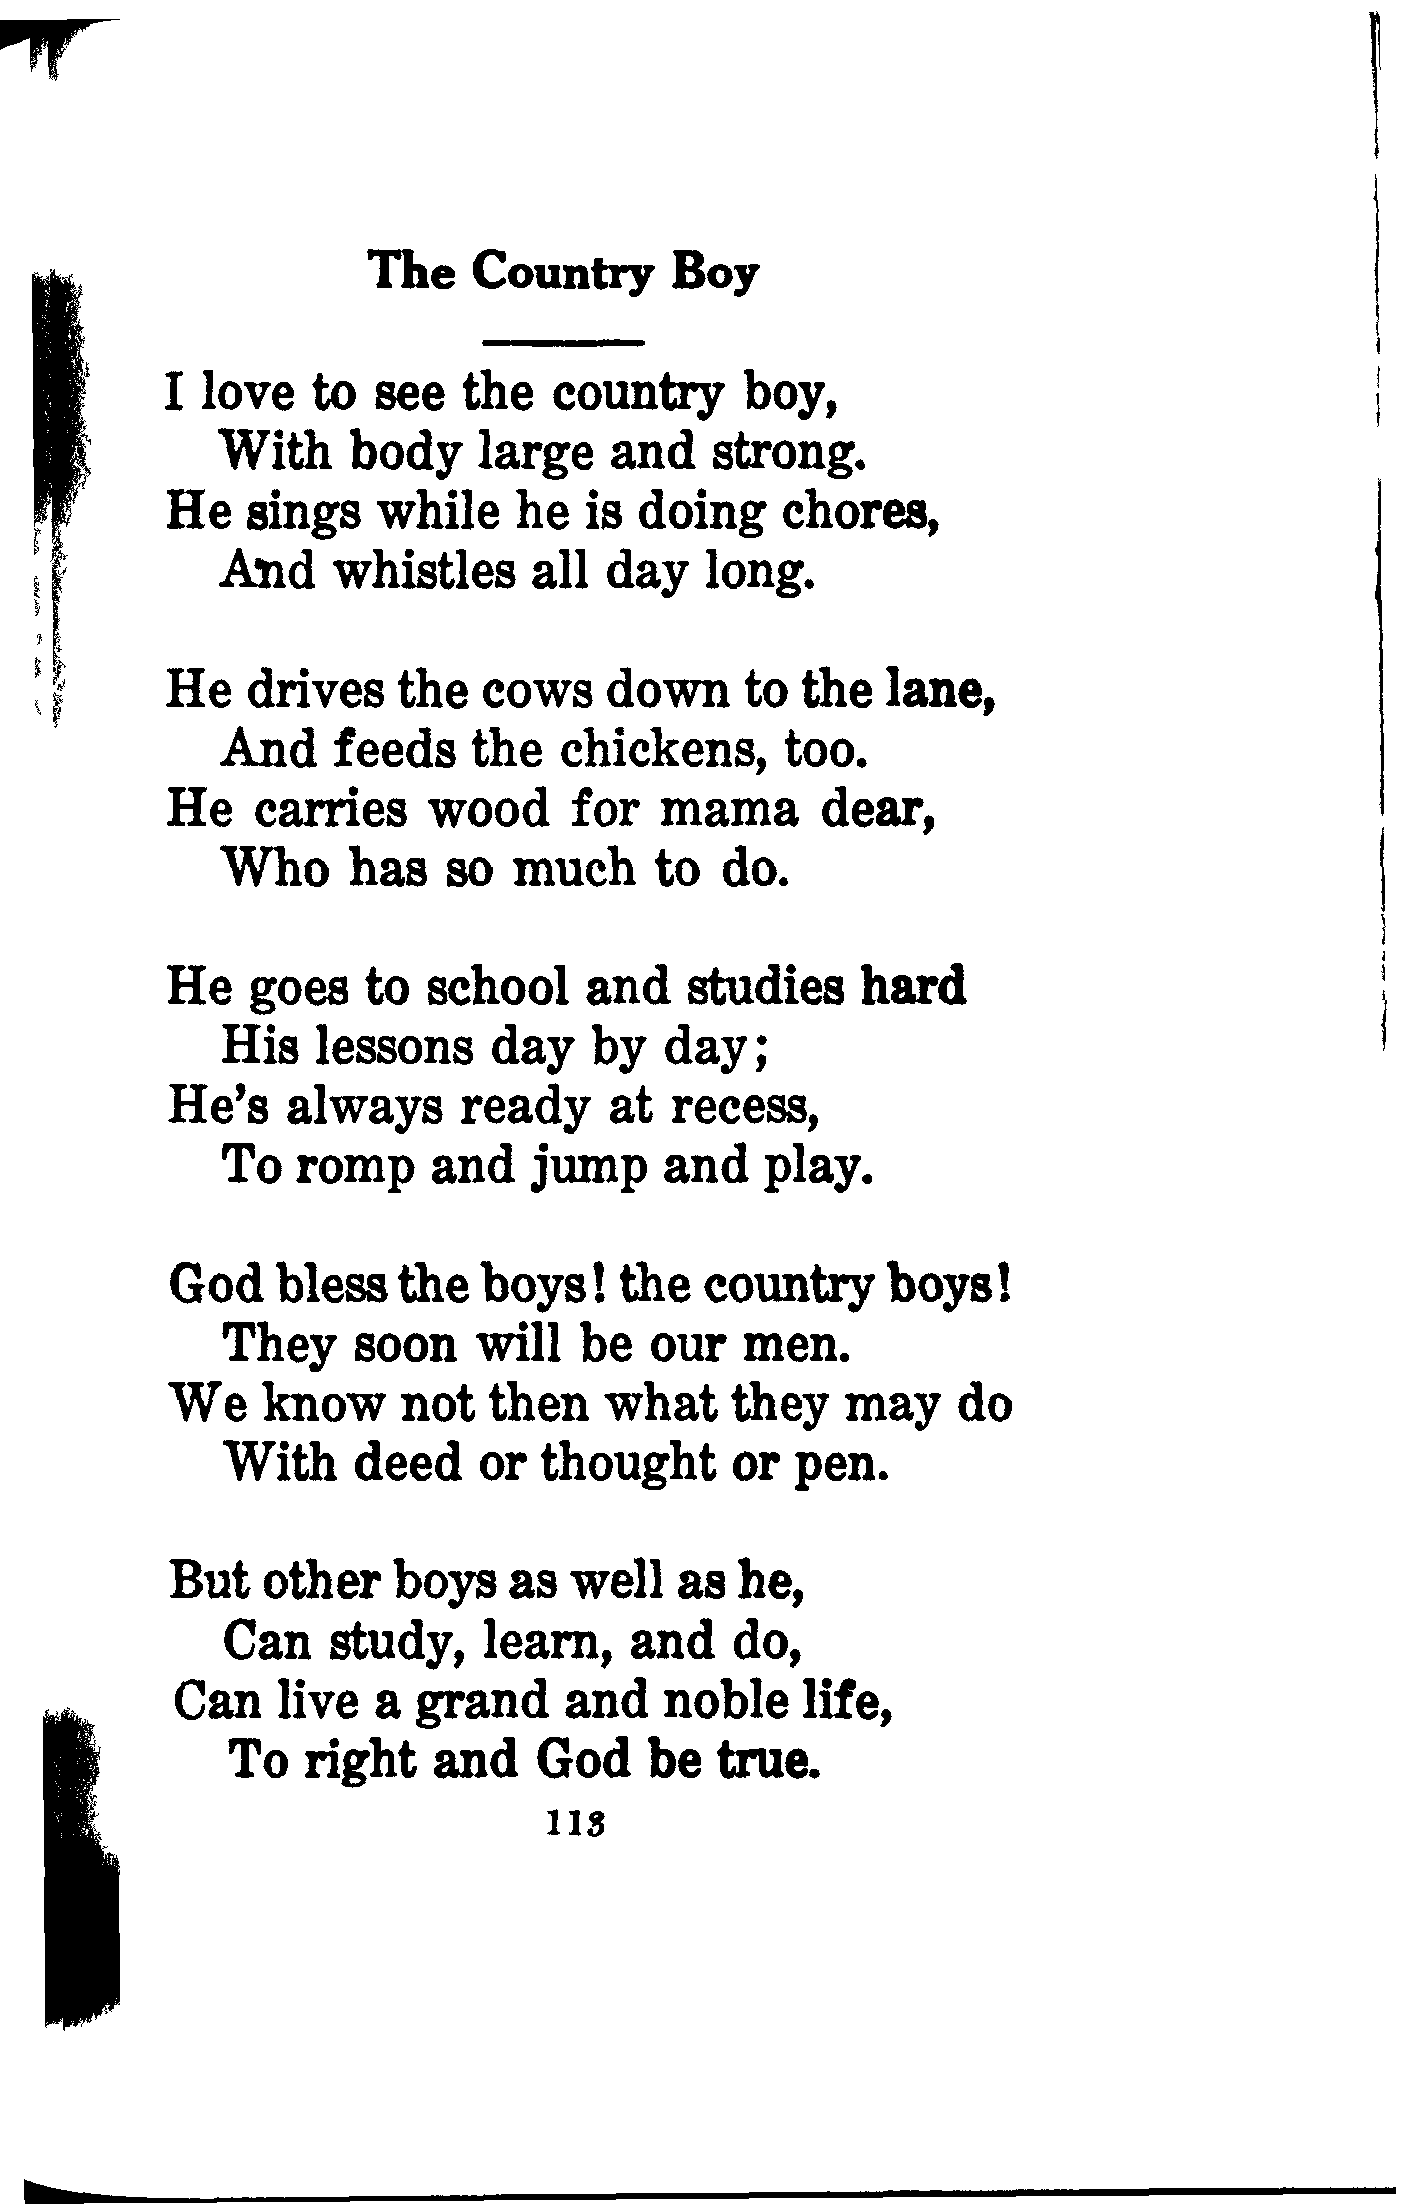 The Country Boy
I love to see the country boy,
With body large and strong.
He sings while he is doing chores,
And whistles all day long.
He drives the cows down to the lane,
And feeds the chickens, too.
He carries wood for mama dear,
Who has so much to do.
He goes to school and studies hard
His lessons day by day;
He's always ready at recess,
To romp and jump and play.
God bless the boys! the country boys!
They soon will be our men.
We know not then what they may do
With deed or thought or pen.
But other boys as well as he,
Can study, learn, and do,
Can live a grand and noble life,
To right and God be true.
113